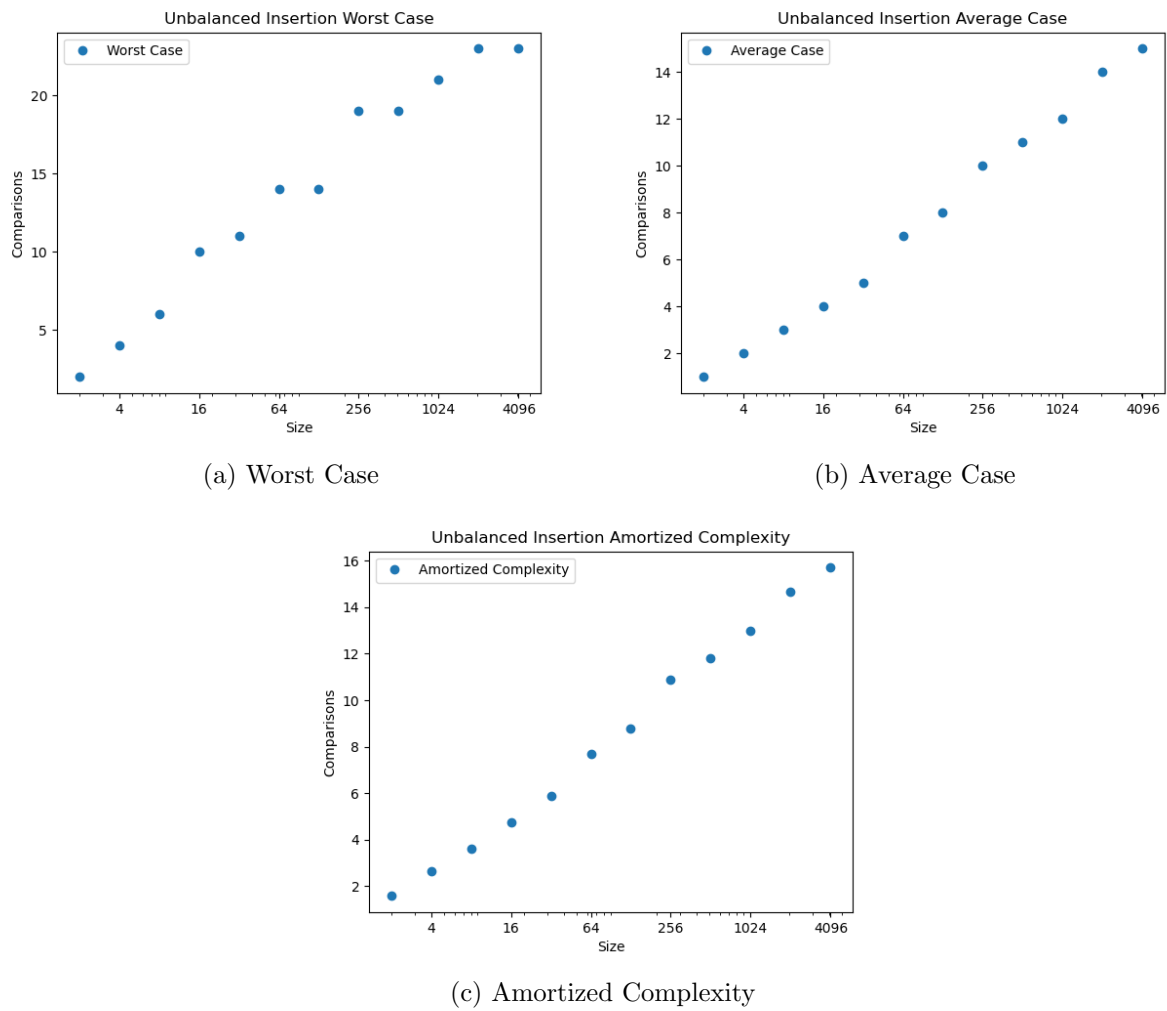 Unbalanced Insertion Worst Case
Worst Case
20
15
10
5
Comparisons
4 16 64 256 1024 4096
Size
(a) Worst Case
Unbalanced Insertion Average Case
Average Case
14
12
10
8
6
4
2
Comparisons
4 16 64 256 1024 4096
Size
(b) Average Case
Unbalanced Insertion Amortized Complexity
Amortized Complexity
16
14
12
10
8
6
4
2
Comparisons
4 16 64 256 1024 4096
Size
(c) Amortized Complexity